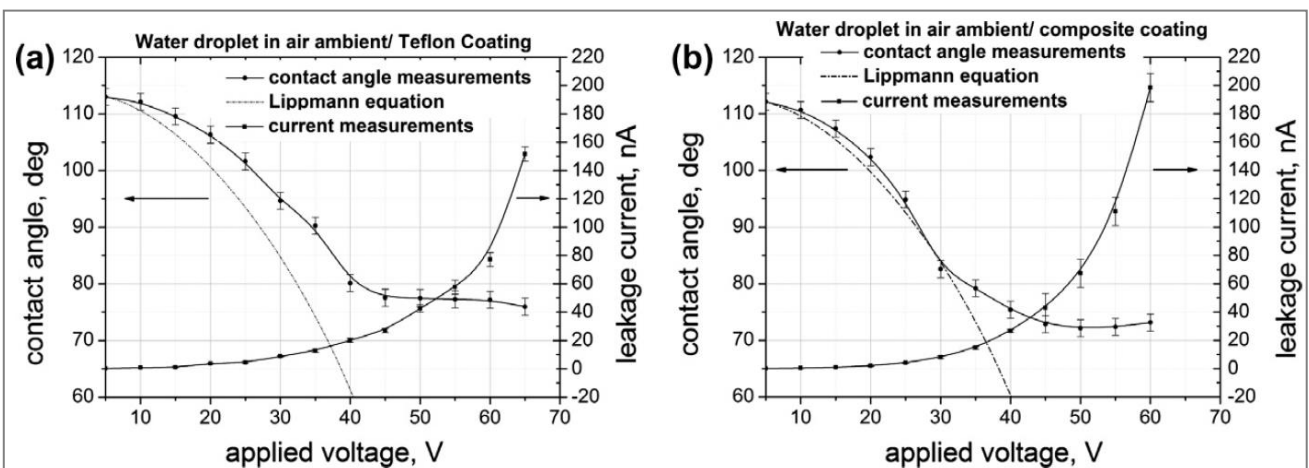 (a)
Water droplet in air ambient/ Teflon Coating
contact angle measurements
Lippmann equation
current measurements
120
110
100
90
80
70
60
contact angle, deg
220
200
180
160
140
120
100
80
60
40
20
0
-20
leakage current, nA
10 20 30 40 50 60 70
applied voltage, V
(b)
Water droplet in air ambient/ composite coating
contact angle measurements
Lippmann equation
current measurements
120
110
100
90
80
70
60
contact angle, deg
220
200
180
160
140
120
100
80
60
40
20
0
-20
leakage current, nA
10 20 30 40 50 60 70
applied voltage, V